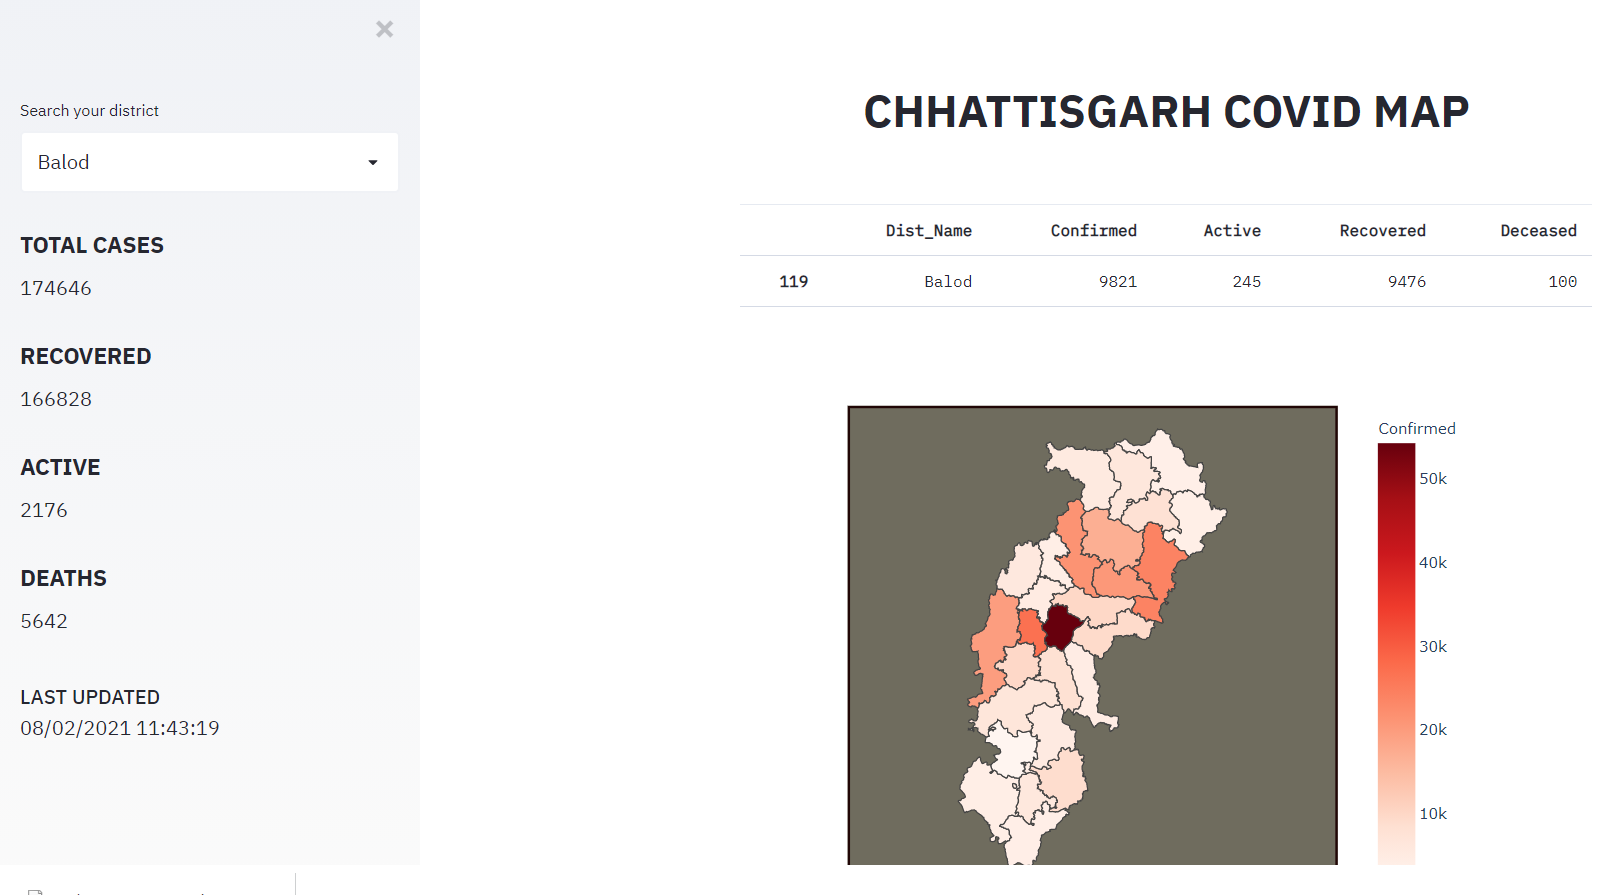 ×
Search your district
Balod
TOTAL CASES
174646
RECOVERED
166828
ACTIVE
2176
DEATHS
5642
LAST UPDATED
08/02/2021 11:43:19
CHHATTISGARH COVID MAP
Dist_Name Confirmed Active Recovered Deceased
119 Balod 9821 245 9476 100
Confirmed
50k
40k
30k
20k
10k